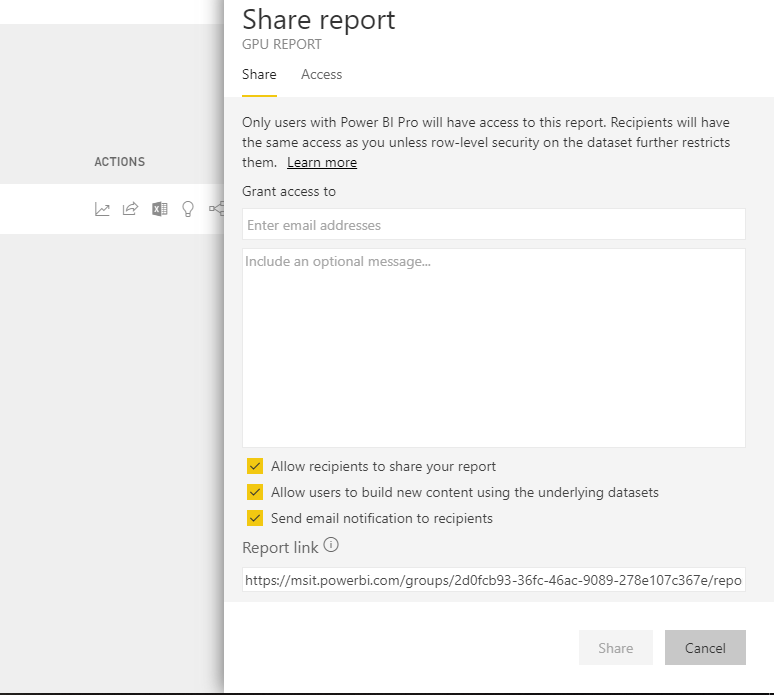 Share report
GPU REPORT
Share Access
Only users with Power BI Pro will have access to this report. Recipients will have
the same access as you unless row-level security on the dataset further restricts
them. Learn more
ACTIONS
Grant access to
Enter email addresses
Include an optional message...
Allow recipients to share your report
Allow users to build new content using the underlying datasets
Send email notification to recipients
Report link
https://msit.powerbi.com/groups/2d0fcb93-36fc-46ac-9089-278e107c367e/repo
Share Cancel